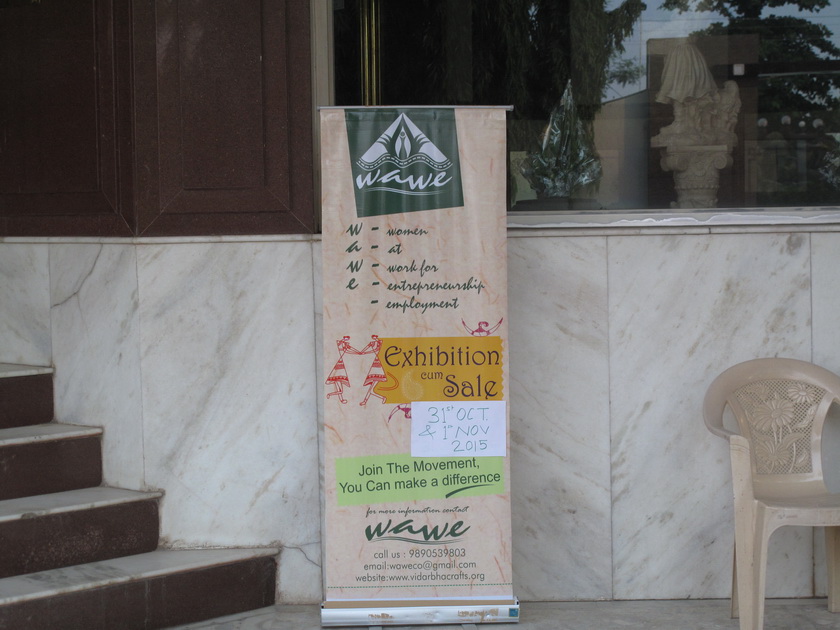 wawe
w - women
a - at
w - work for
e - entrepreneurship
- employment
Exhibition
cum
Sale
31st OCT.
& 1st NOV
2015
Join The Movement,
You Can make a difference
for more information contact
wawe
call us : 9890539803
email:waweco@gmail.com
website:www.vidarbhacrafts.org